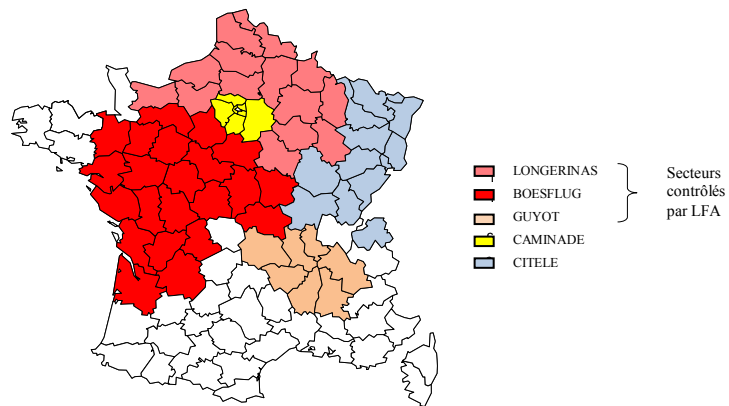 LONGERINAS
BOESFLUG
GUYOT
CAMINADE
CITELE
Secteurs
contrôlés
par LFA